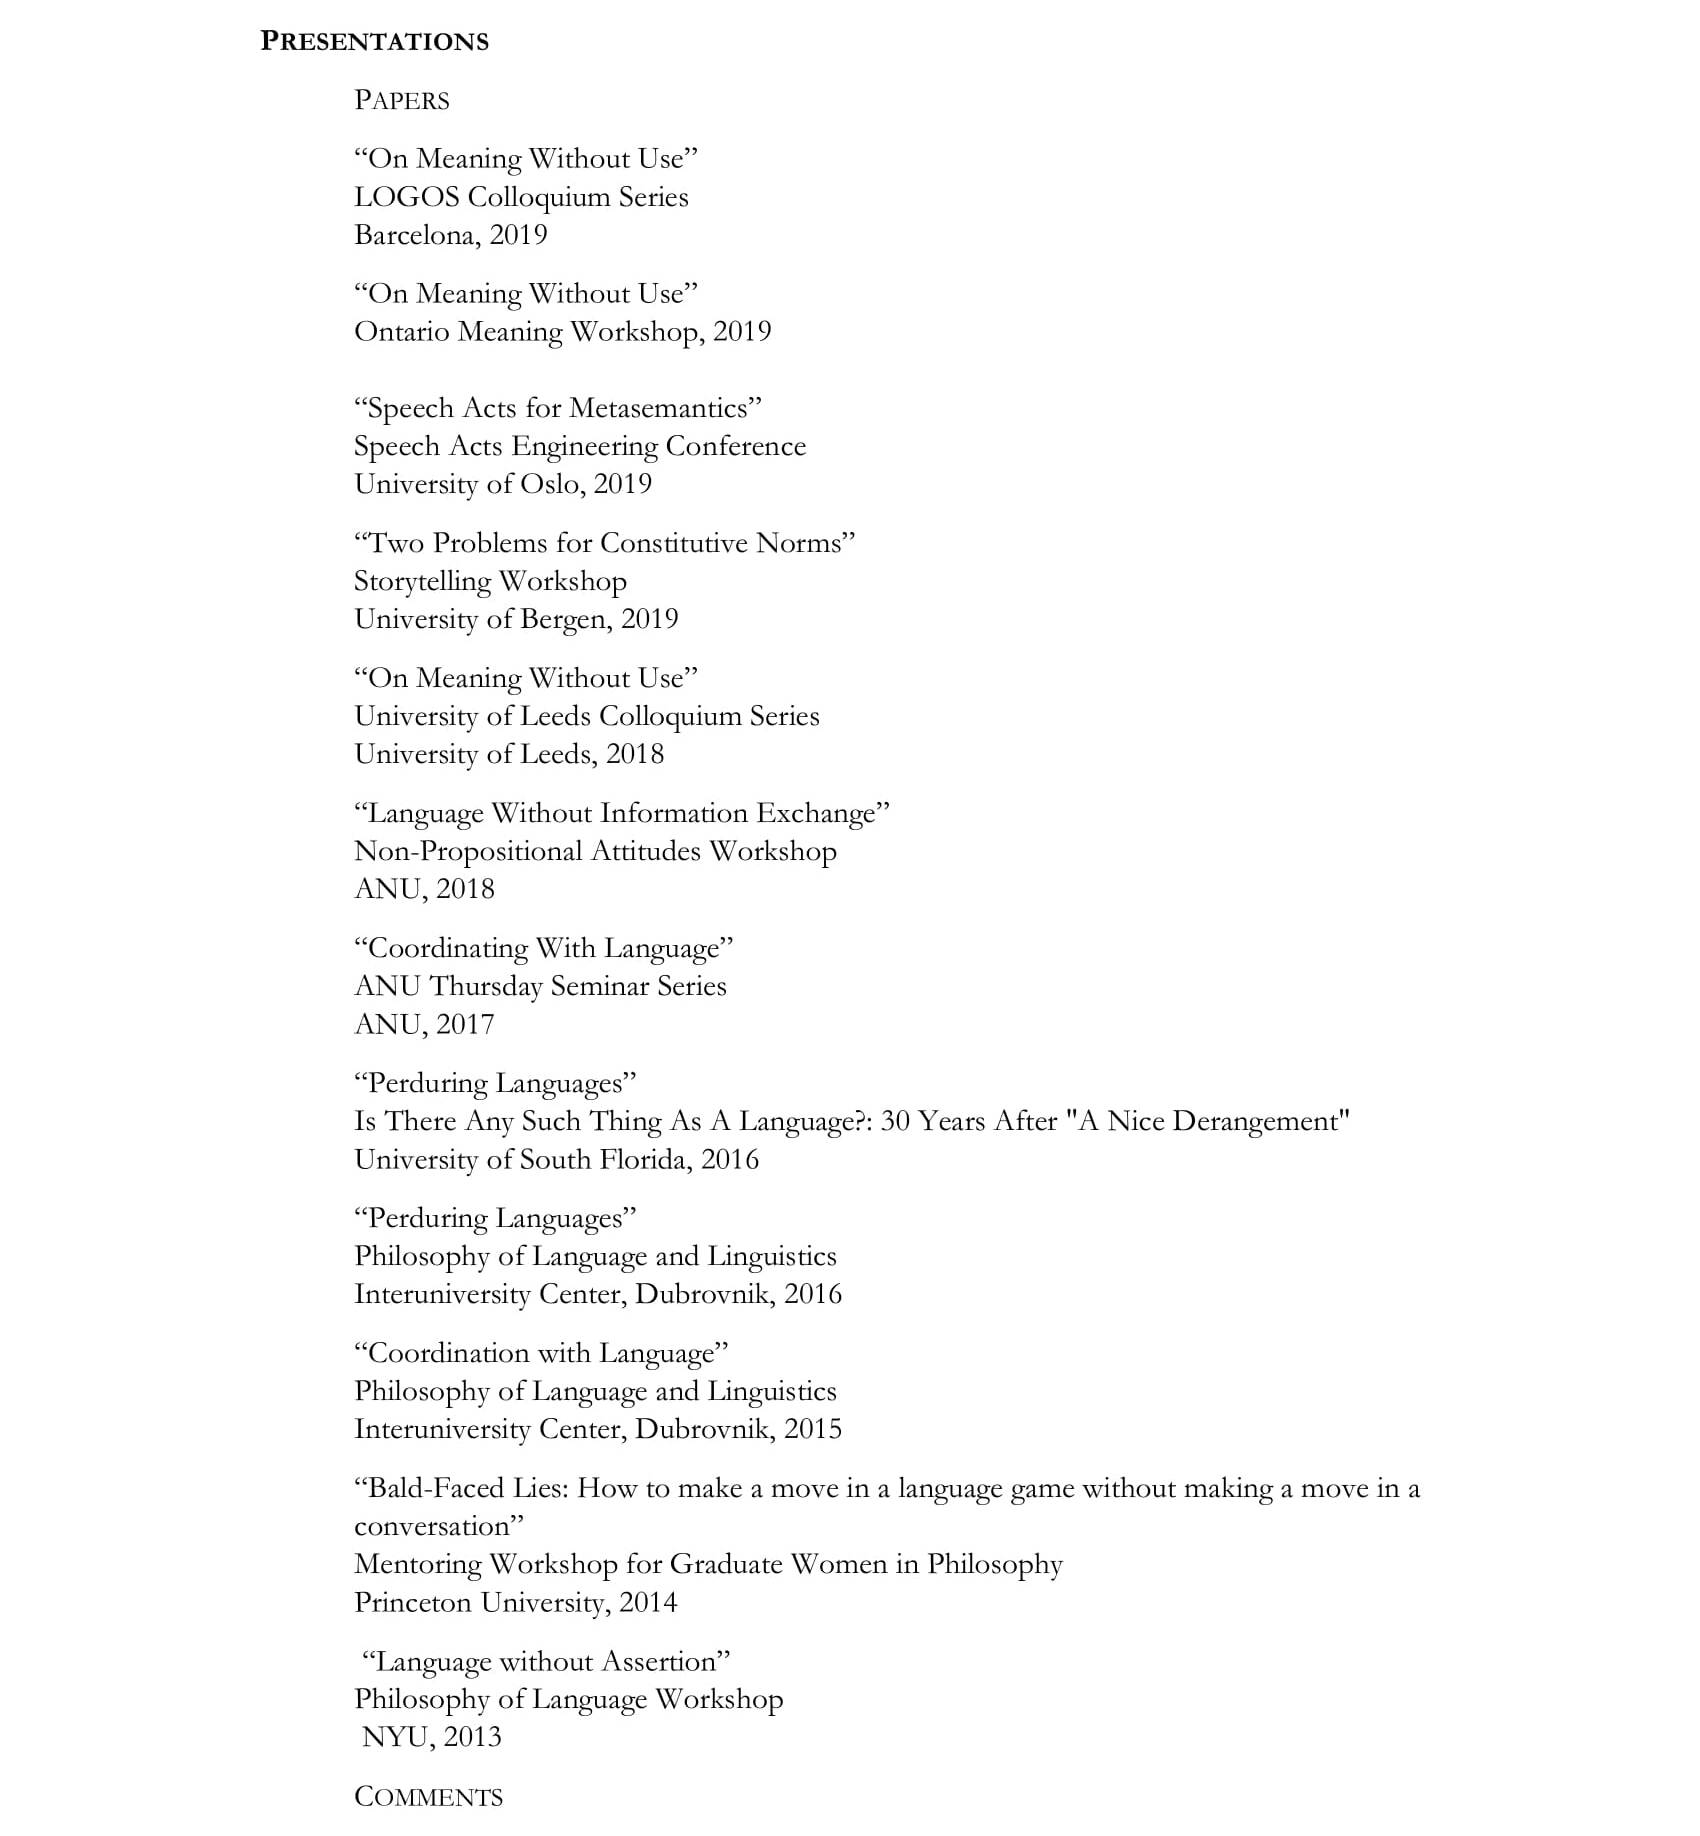 PRESENTATIONS
PAPERS
“On Meaning Without Use”
LOGOS Colloquium Series
Barcelona, 2019
“On Meaning Without Use”
Ontario Meaning Workshop, 2019
“Speech Acts for Metasemantics”
Speech Acts Engineering Conference
University of Oslo, 2019
“Two Problems for Constitutive Norms”
Storytelling Workshop
University of Bergen, 2019
“On Meaning Without Use”
University of Leeds Colloquium Series
University of Leeds, 2018
“Language Without Information Exchange”
Non-Propositional Attitudes Workshop
ANU, 2018
“Coordinating With Language”
ANU Thursday Seminar Series
ANU, 2017
“Perduring Languages”
Is There Any Such Thing As A Language?: 30 Years After "A Nice Derangement"
University of South Florida, 2016
“Perduring Languages”
Philosophy of Language and Linguistics
Interuniversity Center, Dubrovnik, 2016
“Coordination with Language”
Philosophy of Language and Linguistics
Interuniversity Center, Dubrovnik, 2015
“Bald-Faced Lies: How to make a move in a language game without making a move in a
conversation”
Mentoring Workshop for Graduate Women in Philosophy
Princeton University, 2014
“Language without Assertion”
Philosophy of Language Workshop
NYU, 2013
COMMENTS